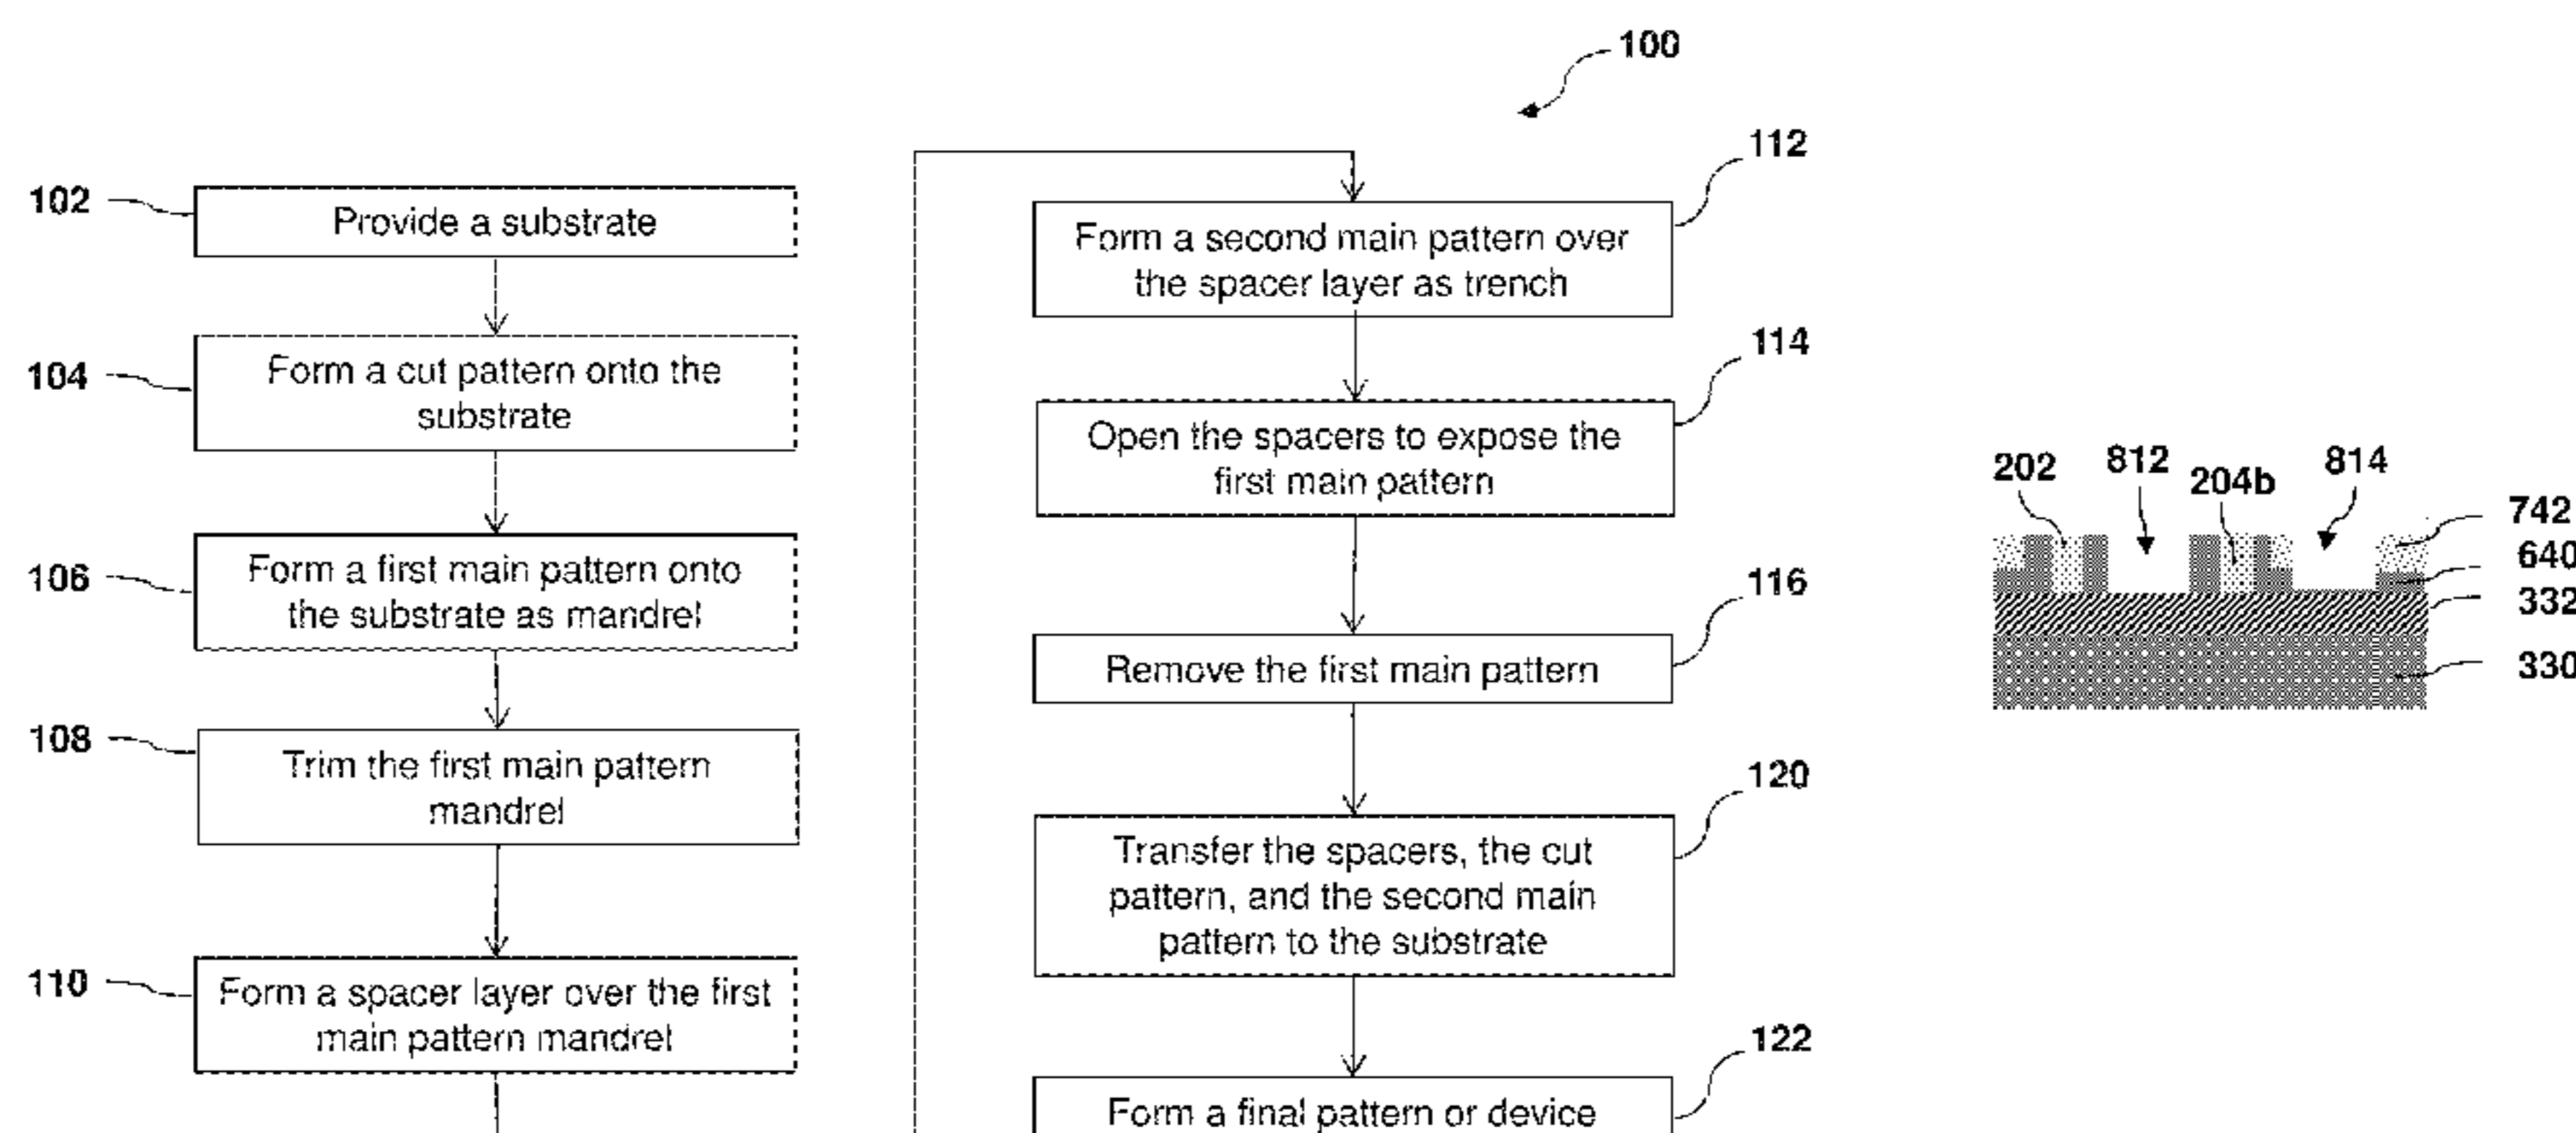 100
102
Provide a substrate
104
Form a cut pattern onto the
substrate
106
Form a first main pattern onto
the substrate as mandrel
108
Trim the first main pattern
mandrel
110
Form a spacer layer over the first
main pattern mandrel
112
Form a second main pattern over
the spacer layer as trench
114
Open the spacers to expose the
first main pattern
116
Remove the first main pattern
120
Transfer the spacers, the cut
pattern, and the second main
pattern to the substrate
122
Form a final pattern or device
202
812
204b
814
742
640
332
330